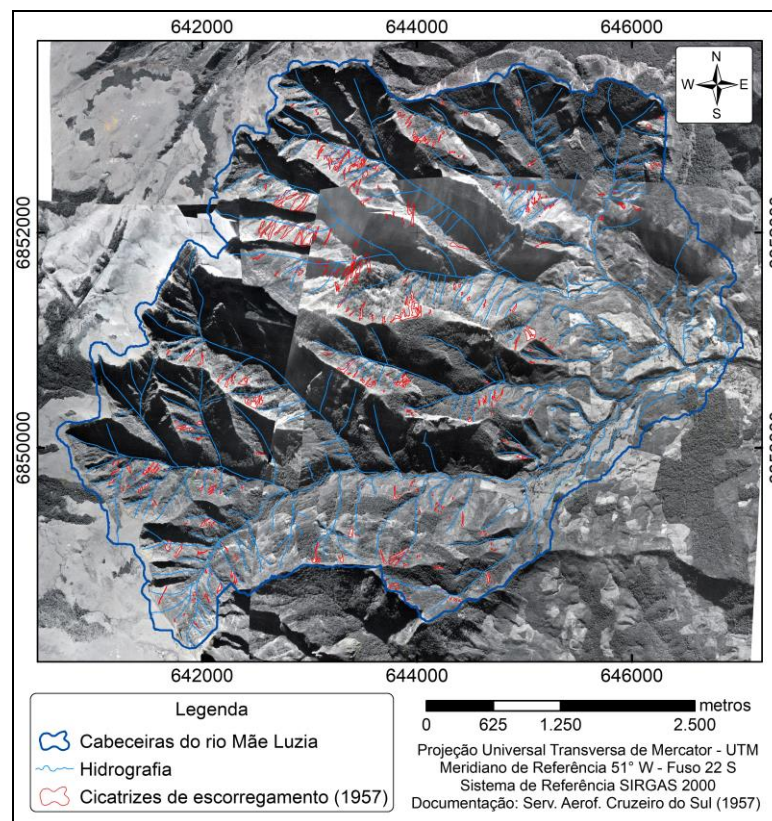 642000 644000 646000
N
W E
S
6852000 6852000
6850000 6850000
642000 644000 646000
Legenda
Cabeceiras do rio Mãe Luzia
Hidrografia
Cicatrizes de escorregamento (1957)
metros
0 625 1.250 2.500
Projeção Universal Transversa de Mercator - UTM
Meridiano de Referência 51° W - Fuso 22 S
Sistema de Referência SIRGAS 2000
Documentação: Serv. Aerof. Cruzeiro do Sul (1957)